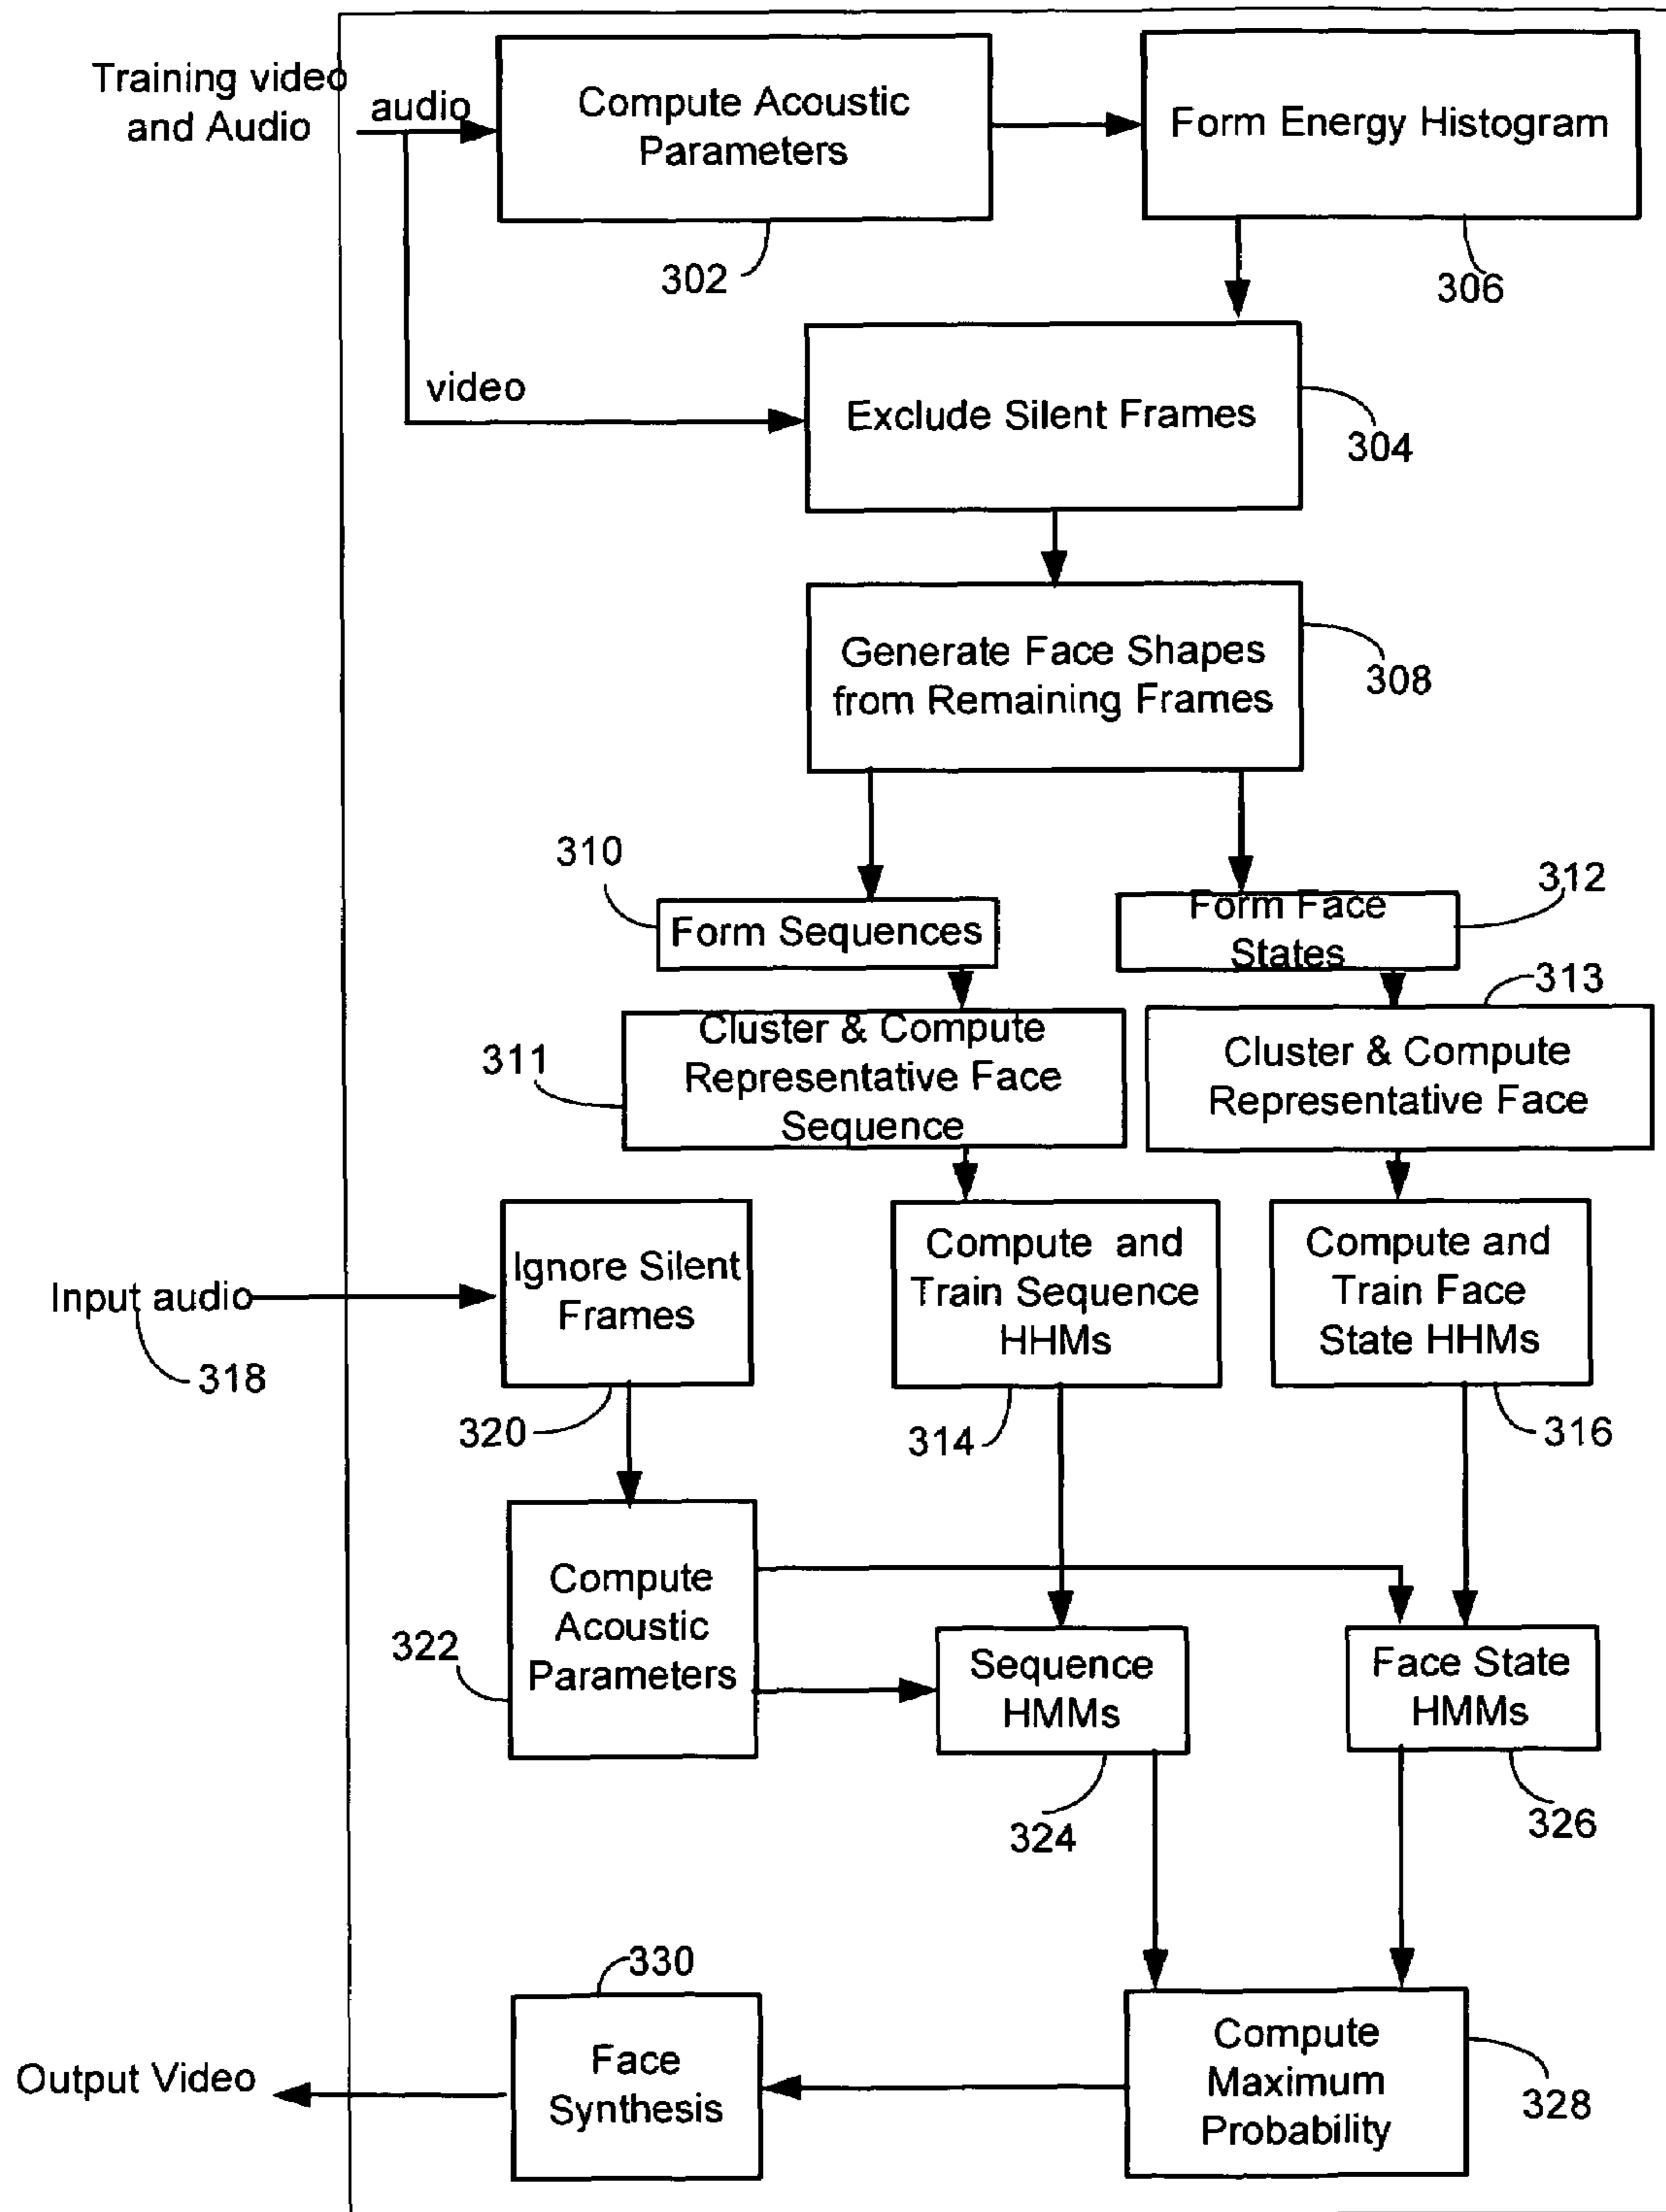 Training video
and Audio
audio
Compute Acoustic
Parameters
302
Form Energy Histogram
306
video
Exclude Silent Frames
304
Generate Face Shapes
from Remaining Frames
308
310
Form Sequences
Form Face
States
312
313
311
Cluster & Compute
Representative Face
Sequence
Cluster & Compute
Representative Face
Input audio
318
Ignore Silent
Frames
320
Compute and
Train Sequence
HHMs
314
Compute and
Train Face
State HHMs
316
322
Compute
Acoustic
Parameters
Sequence
HMMs
324
Face State
HMMs
326
330
Output Video
Face
Synthesis
Compute
Maximum
Probability
328